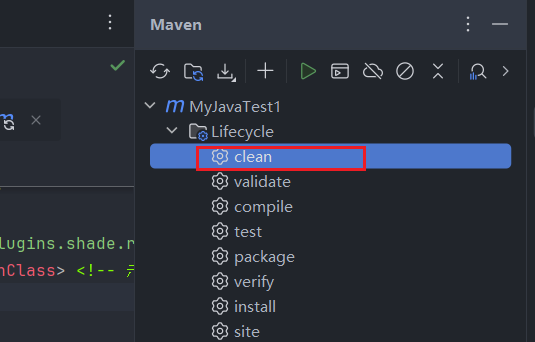 Maven
MyJavaTest1
Lifecycle
clean
validate
compile
test
package
verify
install
site
lugins.shade.r
nClass> <!--